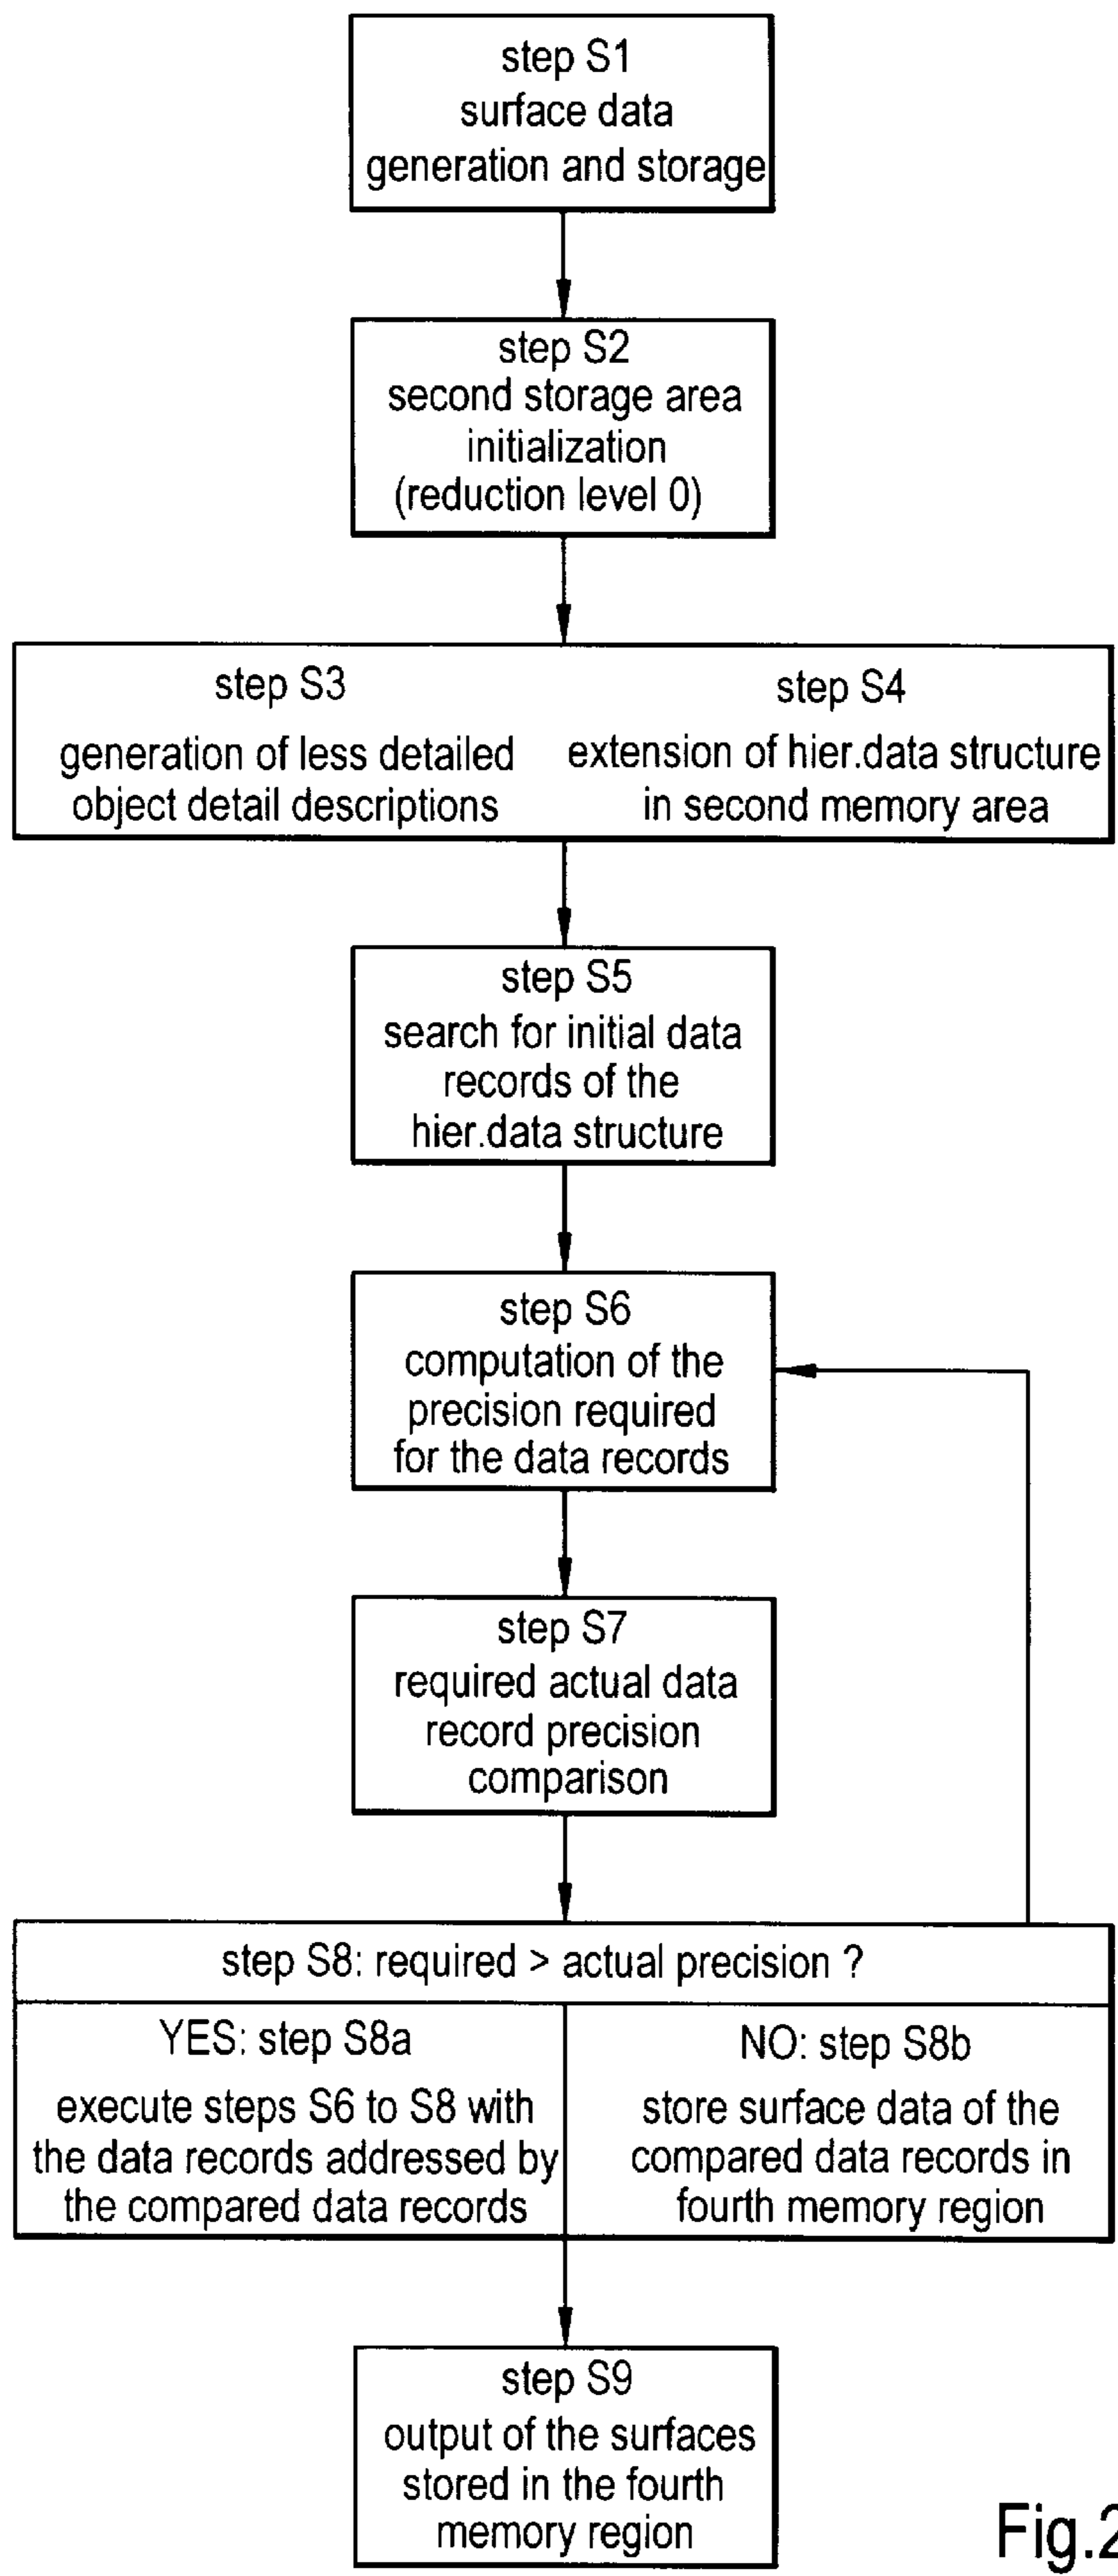 step S1
surface data
generation and storage
step S2
second storage area
initialization
(reduction level 0)
step S3
generation of less detailed
object detail descriptions
step S4
extension of hier.data structure
in second memory area
step S5
search for initial data
records of the
hier.data structure
step S6
computation of the
precision required
for the data records
step S7
required actual data
record precision
comparison
step S8: required > actual precision ?
YES: step S8a
execute steps S6 to S8 with
the data records addressed by
the compared data records
NO: step S8b
store surface data of the
compared data records in
fourth memory region
step S9
output of the surfaces
stored in the fourth
memory region
Fig.2